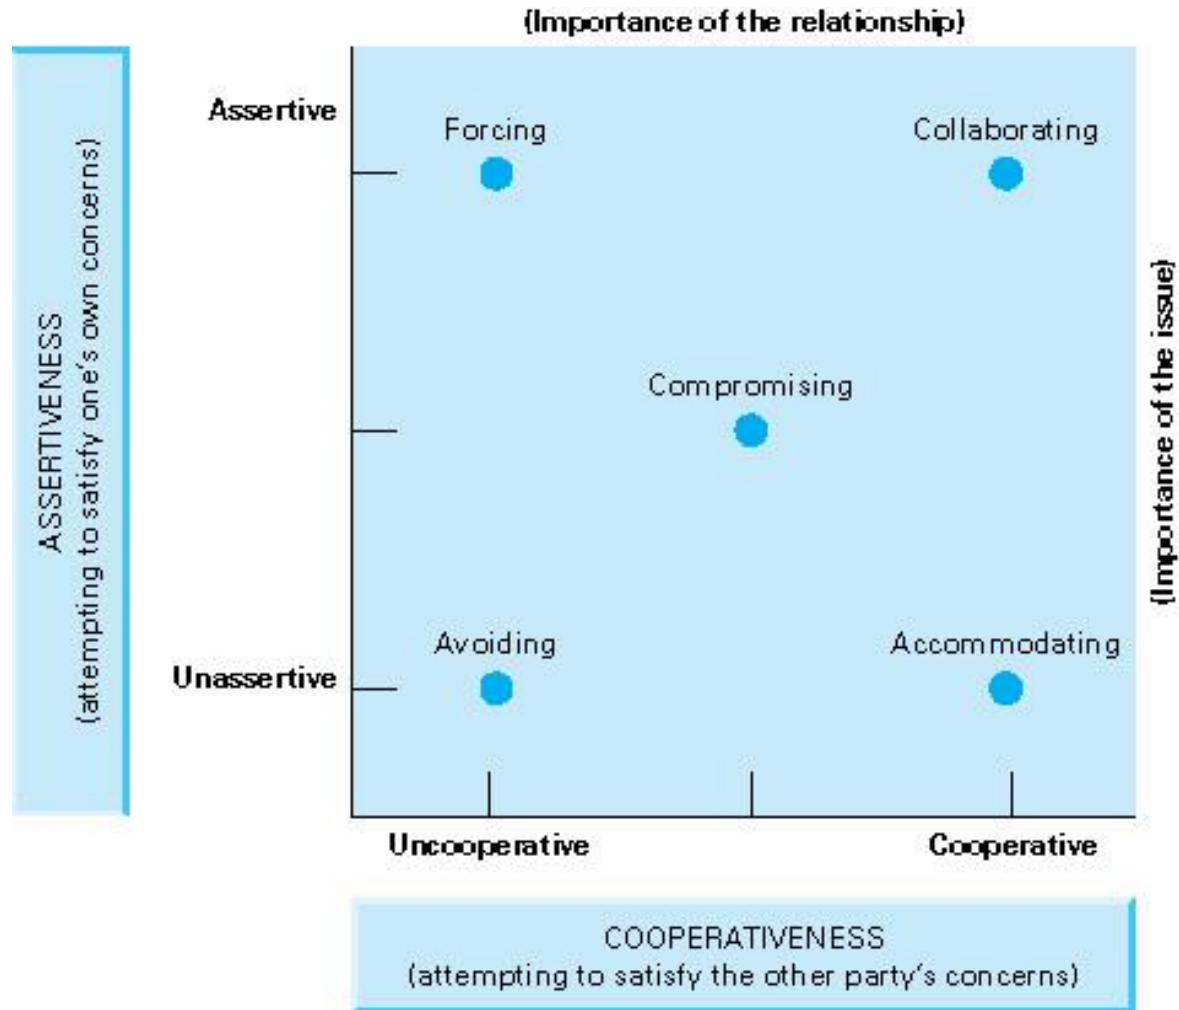 (Importance of the relationship)
Assertive
Forcing
Collaborating
ASSERTIVENESS
(attempting to satisfy one's own concerns)
Compromising
(Importance of the issue)
Avoiding
Accommodating
Unassertive
Uncooperative
Cooperative
COOPERATIVENESS
(attempting to satisfy the other party's concerns)